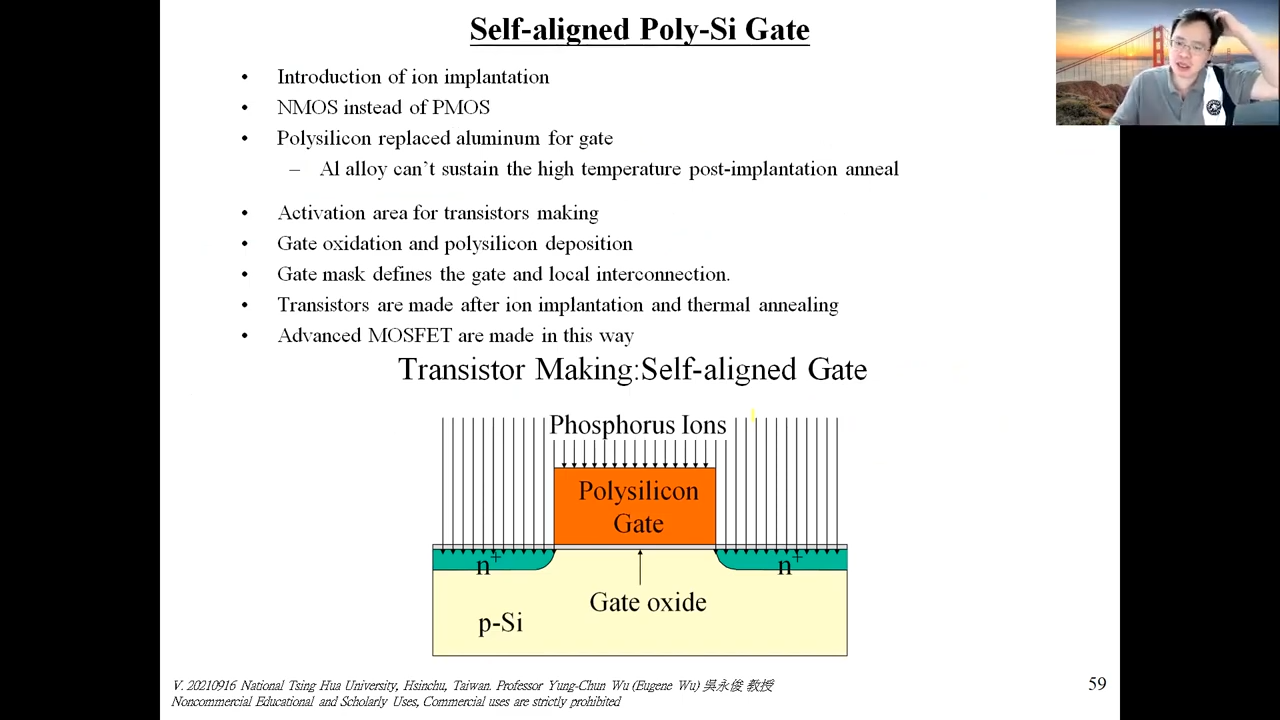 Self-aligned Poly-Si Gate
• Introduction of ion implantation
• NMOS instead of PMOS
• Polysilicon replaced aluminum for gate
– Al alloy can't sustain the high temperature post-implantation anneal
• Activation area for transistors making
• Gate oxidation and polysilicon deposition
• Gate mask defines the gate and local interconnection.
• Transistors are made after ion implantation and thermal annealing
• Advanced MOSFET are made in this way
Transistor Making:Self-aligned Gate
Phosphorus Ions
Polysilicon
Gate
n+
n+
Gate oxide
p-Si
V. 20210916 National Tsing Hua University, Hsinchu, Taiwan. Professor Yung-Chun Wu (Eugene Wu) 吳永俊 教授
Noncommercial Educational and Scholarly Uses, Commercial uses are strictly prohibited
59